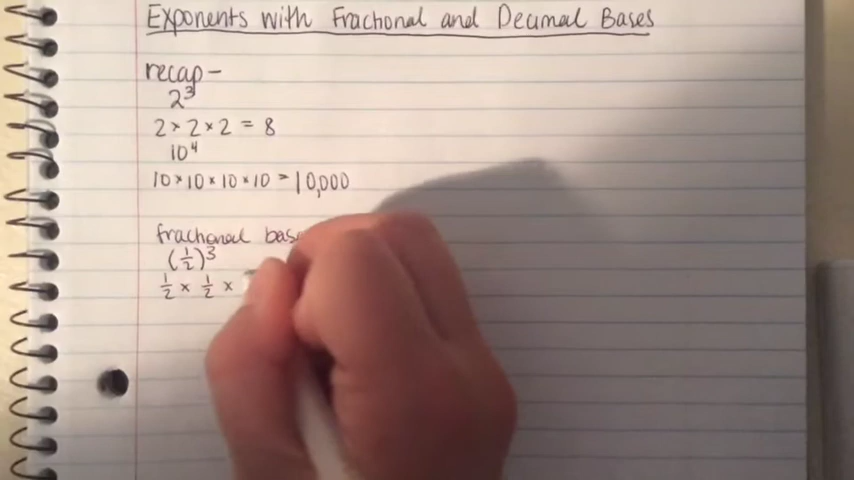 Exponents with Fractional and Decimal Bases
recap-
2³
2 × 2 × 2 = 8
10⁴
10 × 10 × 10 × 10 = 10,000
fractional
(1/2)³
1/2 × 1/2 ×